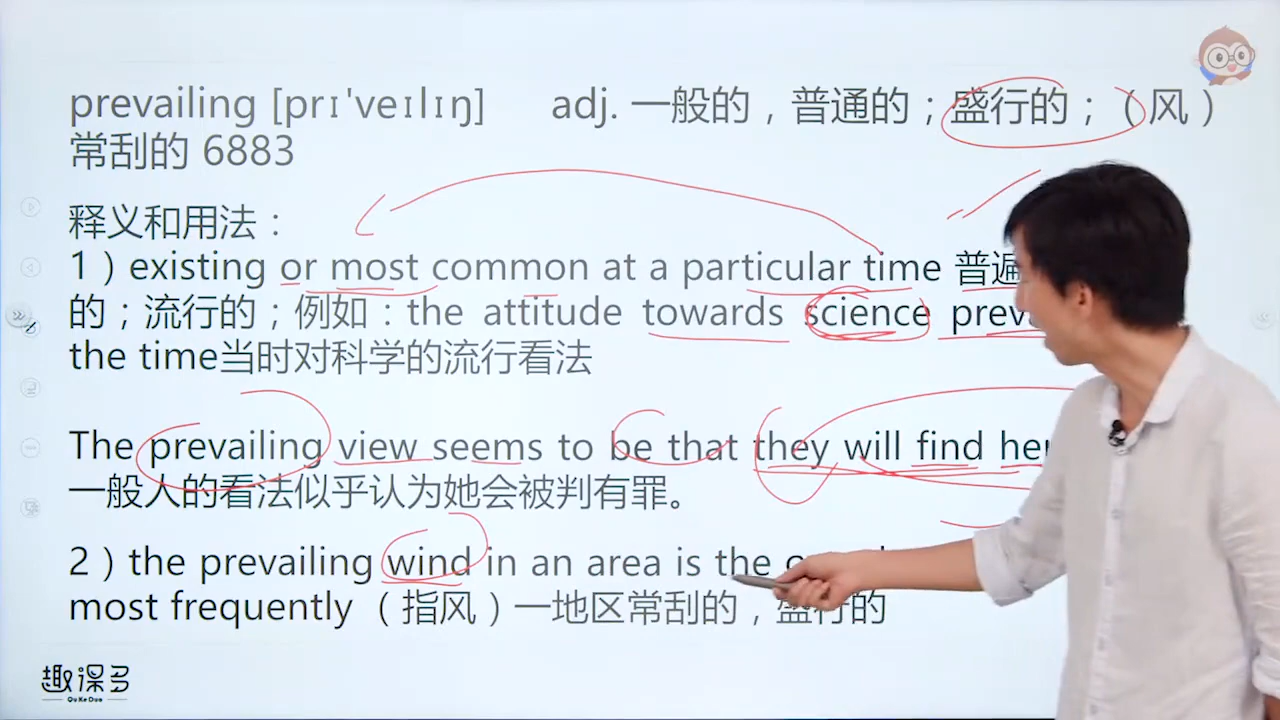 prevailing [prɪ'veɪlɪŋ] adj. 一般的，普通的；盛行的；（风）
常刮的 6883
释义和用法：
1）existing or most common at a particular time 普遍
的；流行的；例如：the attitude towards science
the time当时对科学的流行看法
The prevailing view seems to be that they will find
一般人的看法似乎认为她会被判有罪。
2）the prevailing wind in an area is the
most frequently （指风）一地区常刮的，盛行的
趣课多
Qu Ke Duo